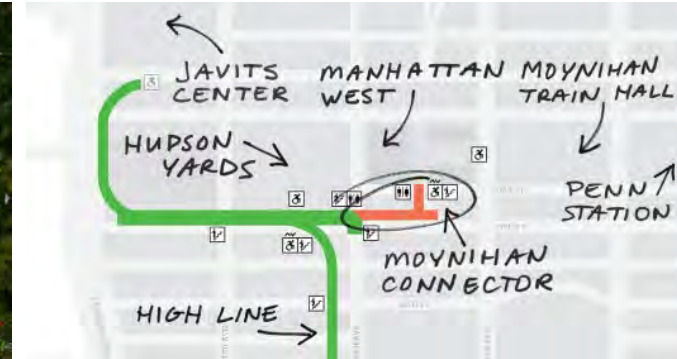 JAVITS
CENTER
MANHATTAN
WEST
MOYNIHAN
TRAIN HALL
HUDSON
YARDS
PENN
STATION
MOYNIHAN
CONNECTOR
HIGH LINE